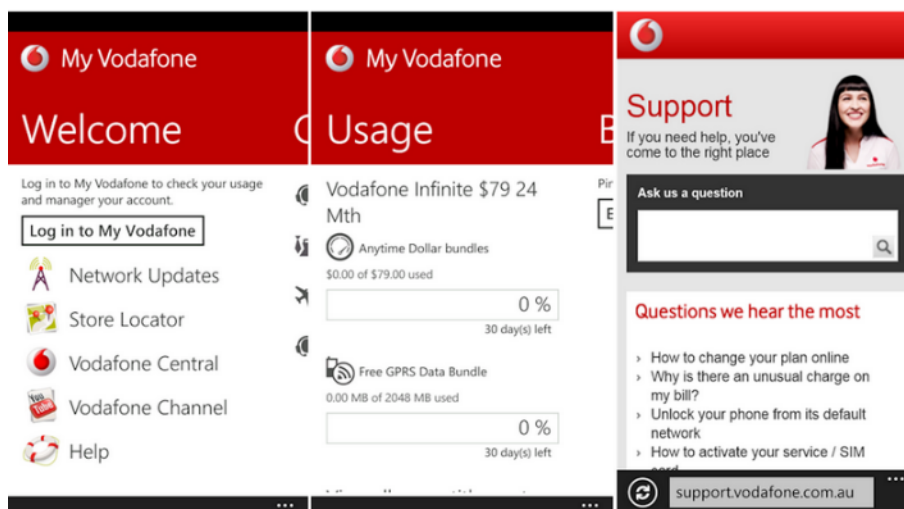 My Vodafone
Welcome
Log in to My Vodafone to check your usage
and manager your account.
Log in to My Vodafone
Network Updates
Store Locator
Vodafone Central
You
Tube
Vodafone Channel
Help
My Vodafone
Usage
Vodafone Infinite $79 24
Mth
Anytime Dollar bundles
$0.00 of $79.00 used
0 %
30 day(s) left
Free GPRS Data Bundle
0.00 MB of 2048 MB used
0 %
30 day(s) left
Support
If you need help, you've
come to the right place
Ask us a question
Questions we hear the most
› How to change your plan online
› Why is there an unusual charge on
my bill?
› Unlock your phone from its default
network
› How to activate your service / SIM
support.vodafone.com.au